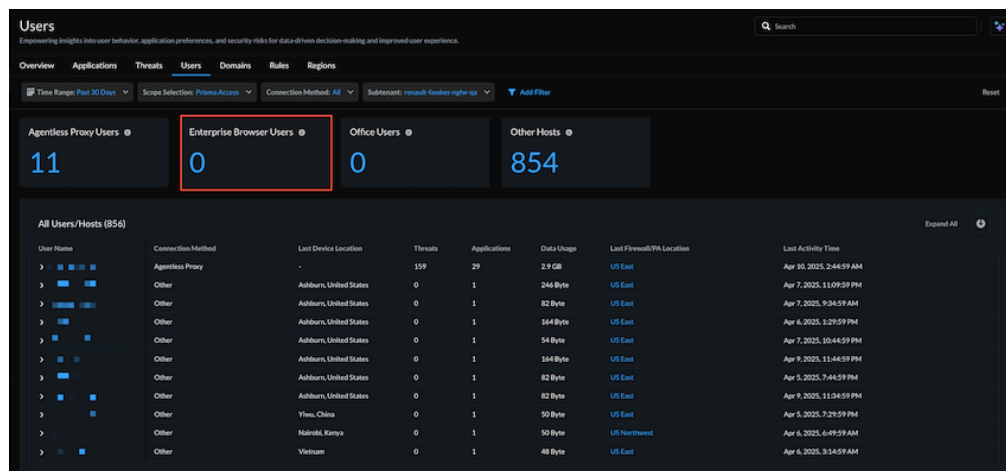 Users
Search
Empowering insights into user behavior, application preferences, and security risks for data-driven decision-making and improved user experience.
Overview Applications Threats Users Domains Rules Regions
Time Range: Past 30 Days Scope Selection: Prisma Access Connection Method: All Subtenant: renault-fawkes-ngfw-qa Add Filter Reset
Agentless Proxy Users Enterprise Browser Users Office Users Other Hosts
11 0 0 854
All Users/Hosts (856) Expand All
User Name Connection Method Last Device Location Threats Applications Data Usage Last Firewall/PA Location Last Activity Time
Agentless Proxy - 159 29 2.9 GB US East Apr 10, 2025, 2:44:59 AM
Other Ashburn, United States 0 1 246 Byte US East Apr 7, 2025, 11:09:59 PM
Other Ashburn, United States 0 1 82 Byte US East Apr 7, 2025, 9:34:59 AM
Other Ashburn, United States 0 1 164 Byte US East Apr 6, 2025, 1:29:59 PM
Other Ashburn, United States 0 1 54 Byte US East Apr 7, 2025, 10:44:59 PM
Other Ashburn, United States 0 1 164 Byte US East Apr 9, 2025, 11:44:59 PM
Other Ashburn, United States 0 1 82 Byte US East Apr 5, 2025, 7:44:59 PM
Other Ashburn, United States 0 1 82 Byte US East Apr 9, 2025, 11:34:59 PM
Other Yiwu, China 0 1 50 Byte US East Apr 5, 2025, 7:29:59 PM
Other Nairobi, Kenya 0 1 50 Byte US Northwest Apr 6, 2025, 6:49:59 AM
Other Vietnam 0 1 48 Byte US East Apr 6, 2025, 3:14:59 AM